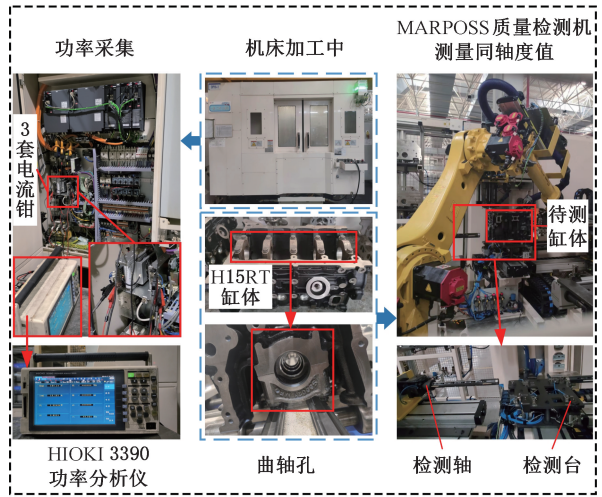 功率采集
机床加工中
MARPOSS质量检测机
测量同轴度值
3套电流钳
H15RT
缸体
待测
缸体
HIOKI 3390
功率分析仪
曲轴孔
检测轴
检测台